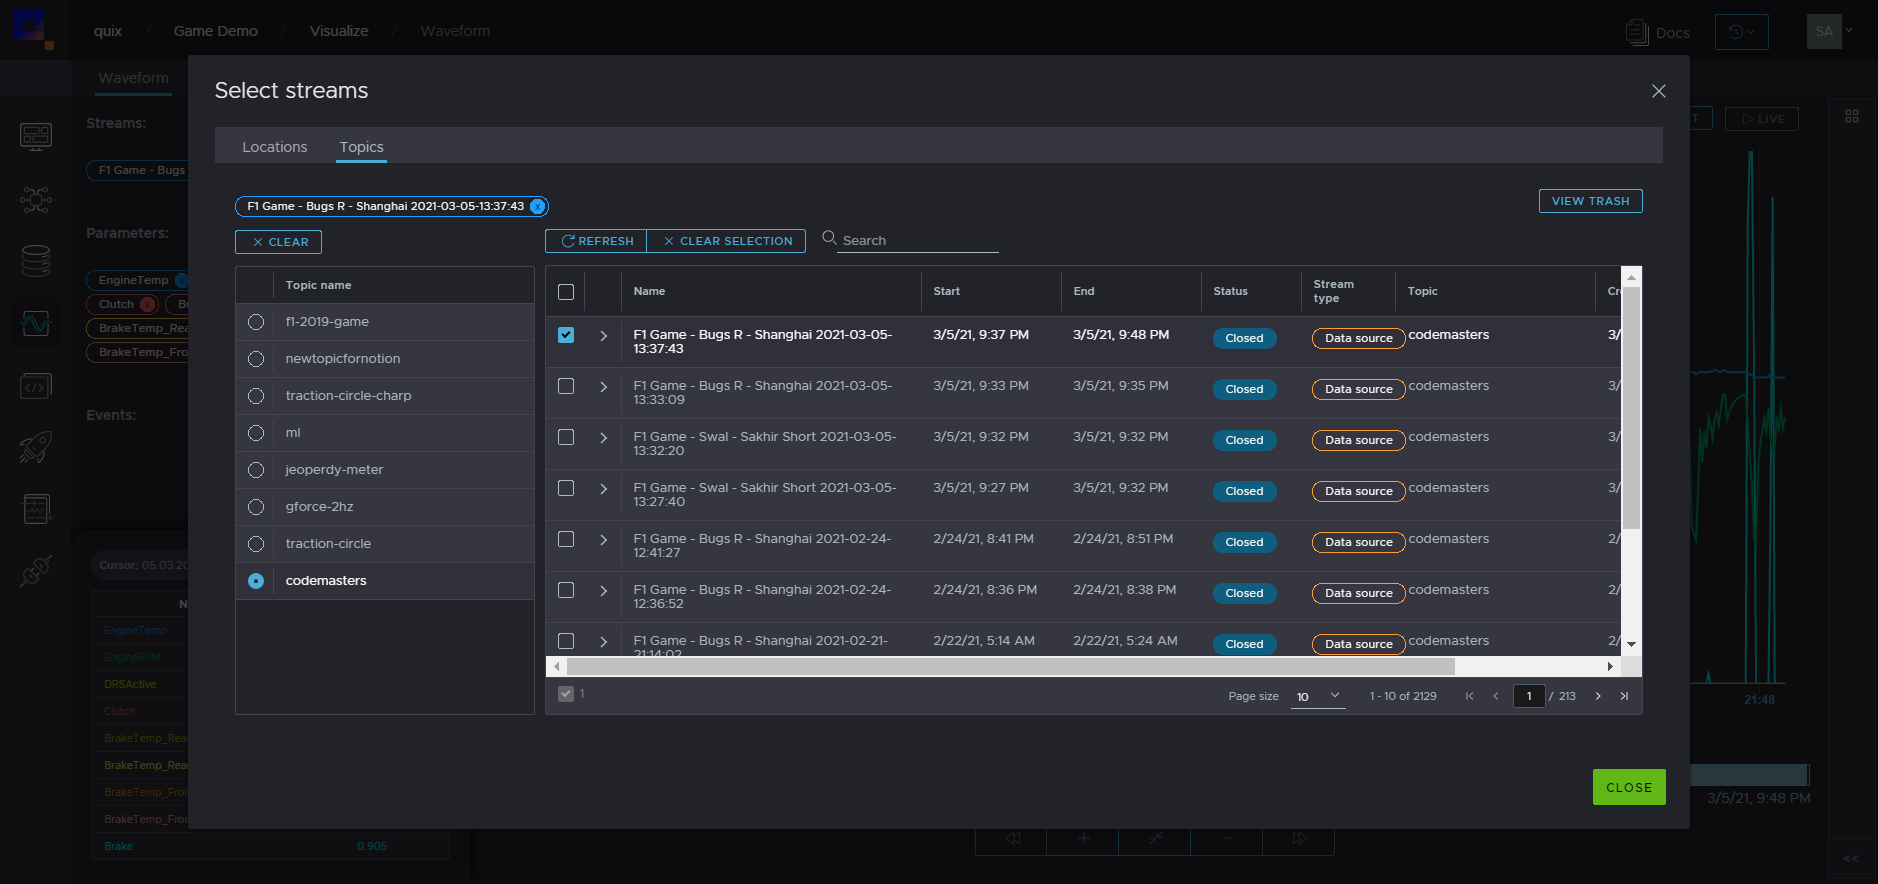 quix / Game Demo / Visualize / Waveform
Docs
SA
Waveform
Select streams
Streams:
Locations
Topics
LIVE
F1 Game - Bugs
F1 Game - Bugs R - Shanghai 2021-03-05-13:37:43 x
VIEW TRASH
Parameters:
CLEAR
REFRESH
CLEAR SELECTION
Search
EngineTemp x
Clutch x
BrakeTemp_Rea
BrakeTemp_Fro
Events:
Topic name
f1-2019-game
newtopicfornotion
traction-circle-charp
ml
jeoperdy-meter
gforce-2hz
traction-circle
codemasters
Name Start End Status Stream type Topic
F1 Game - Bugs R - Shanghai 2021-03-05- 3/5/21, 9:37 PM 3/5/21, 9:48 PM Closed Data source codemasters 3/
13:37:43
F1 Game - Bugs R - Shanghai 2021-03-05- 3/5/21, 9:33 PM 3/5/21, 9:35 PM Closed Data source codemasters 3/
13:33:09
F1 Game - Swal - Sakhir Short 2021-03-05- 3/5/21, 9:32 PM 3/5/21, 9:32 PM Closed Data source codemasters 3/
13:32:20
F1 Game - Swal - Sakhir Short 2021-03-05- 3/5/21, 9:27 PM 3/5/21, 9:32 PM Closed Data source codemasters 3/
13:27:40
F1 Game - Bugs R - Shanghai 2021-02-24- 2/24/21, 8:41 PM 2/24/21, 8:51 PM Closed Data source codemasters 2/
12:41:27
F1 Game - Bugs R - Shanghai 2021-02-24- 2/24/21, 8:36 PM 2/24/21, 8:38 PM Closed Data source codemasters 2/
12:36:52
F1 Game - Bugs R - Shanghai 2021-02-21- 2/22/21, 5:14 AM 2/22/21, 5:24 AM Closed Data source codemasters 2/
21:14:02
1
Page size 10 1 - 10 of 2129 1 / 213
CLOSE
Cursor: 05.03.20
N
EngineTemp
EngineRPM
DRSActive
Clutch
BrakeTemp_Rea
BrakeTemp_Rea
BrakeTemp_Fron
BrakeTemp_Fron
Brake 0.905
21:48
3/5/21, 9:48 PM
<<